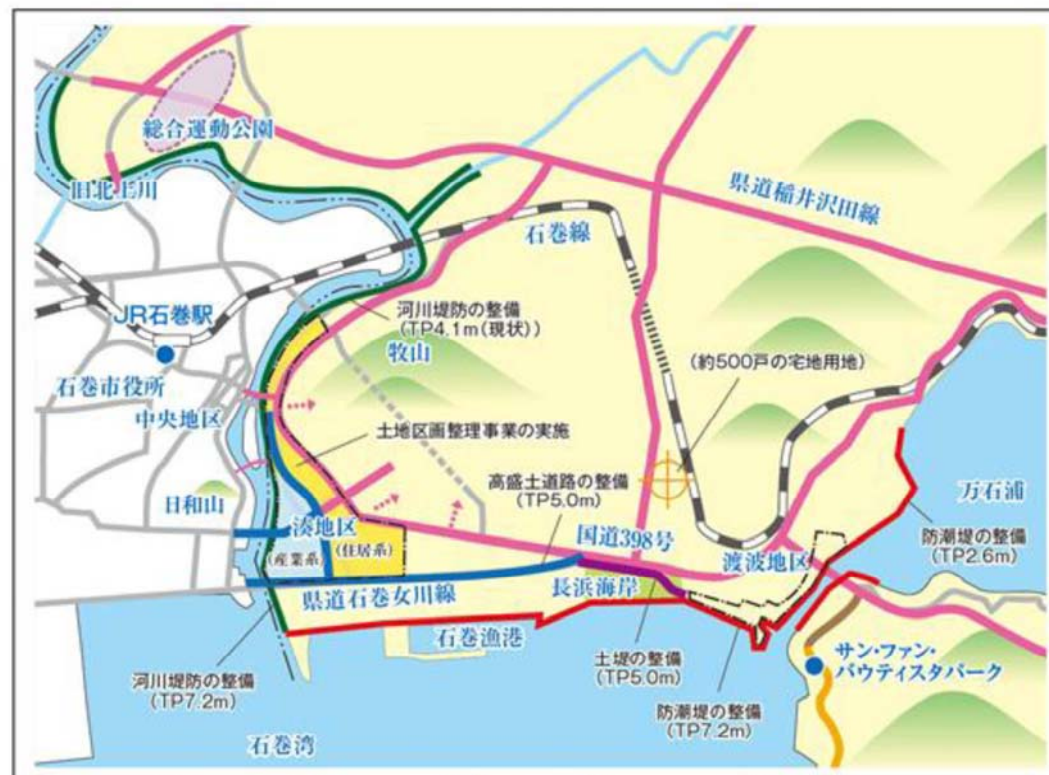 総合運動公園
旧北上川
県道稲井沢田線
石巻線
JR石巻駅
河川堤防の整備
(TP4.1m(現状))
牧山
(約500戸の宅地用地)
石巻市役所
中央地区
土地区画整理事業の実施
高盛土道路の整備
(TP5.0m)
日和山
万石浦
湊地区
国道398号
防潮堤の整備
(TP2.6m)
(産業系)
(住居系)
渡波地区
県道石巻女川線
長浜海岸
石巻漁港
サン・ファン・
バウティスタパーク
土堤の整備
(TP5.0m)
河川堤防の整備
(TP7.2m)
防潮堤の整備
(TP7.2m)
石巻湾